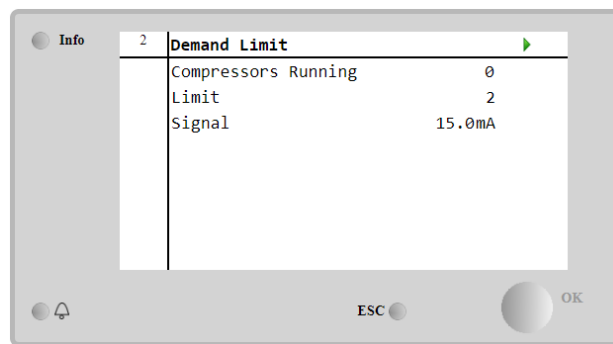 Info
2 Demand Limit
Compressors Running 0
Limit 2
Signal 15.0mA
ESC
OK